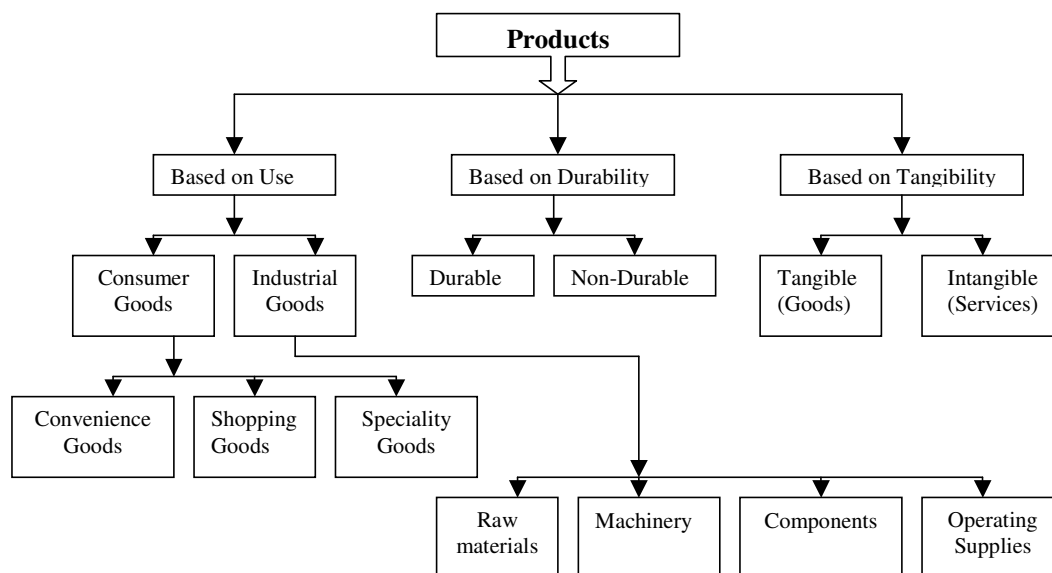 Products
Based on Use
Based on Durability
Based on Tangibility
Consumer
Goods
Industrial
Goods
Durable
Non-Durable
Tangible
(Goods)
Intangible
(Services)
Convenience
Goods
Shopping
Goods
Speciality
Goods
Raw
materials
Machinery
Components
Operating
Supplies